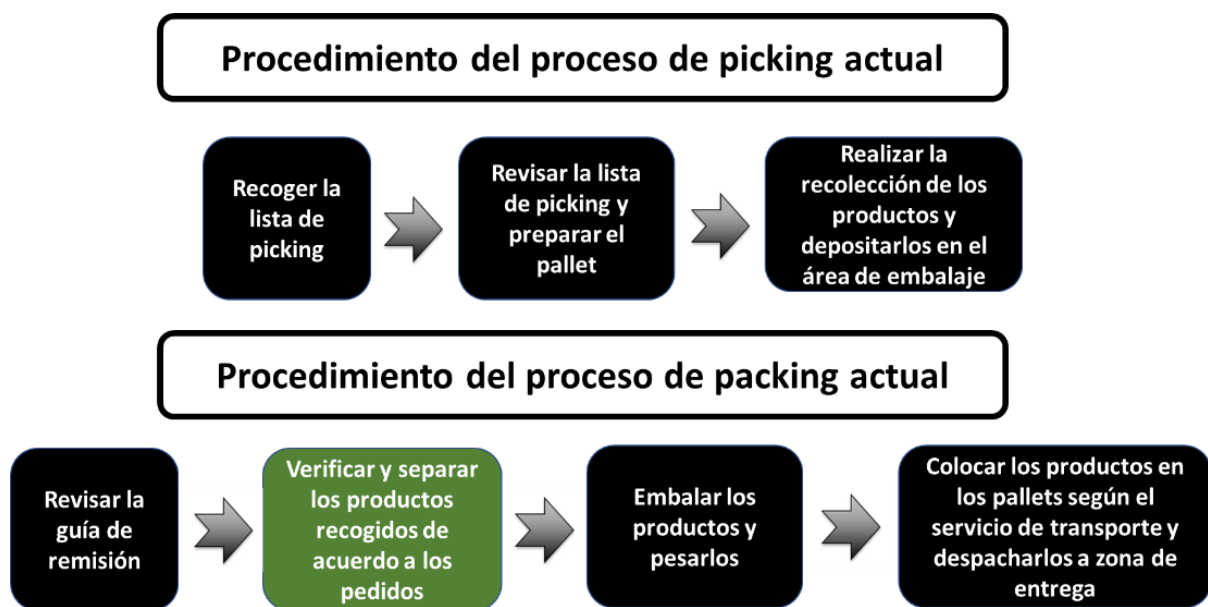 Procedimiento del proceso de picking actual
Recoger la
lista de
picking
Revisar la lista
de picking y
preparar el
pallet
Realizar la
recolección de los
productos y
depositarlos en el
área de embalaje
Procedimiento del proceso de packing actual
Revisar la
guía de
remisión
Verificar y separar
los productos
recogidos de
acuerdo a los
pedidos
Embalar los
productos y
pesarlos
Colocar los productos en
los pallets según el
servicio de transporte y
despacharlos a zona de
entrega